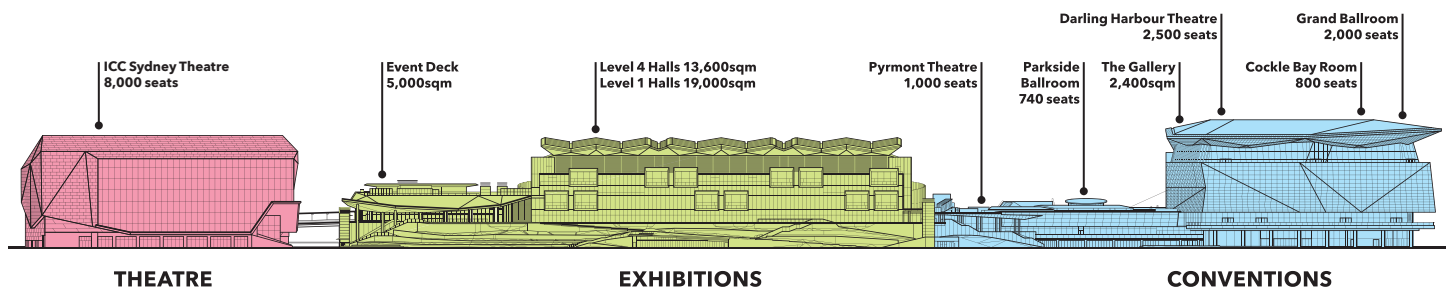 Darling Harbour Theatre
2,500 seats
Grand Ballroom
2,000 seats
ICC Sydney Theatre
8,000 seats
Event Deck
5,000sqm
Level 4 Halls 13,600sqm
Level 1 Halls 19,000sqm
Pyrmont Theatre
1,000 seats
Parkside
Ballroom
740 seats
The Gallery
2,400sqm
Cockle Bay Room
800 seats
THEATRE
EXHIBITIONS
CONVENTIONS